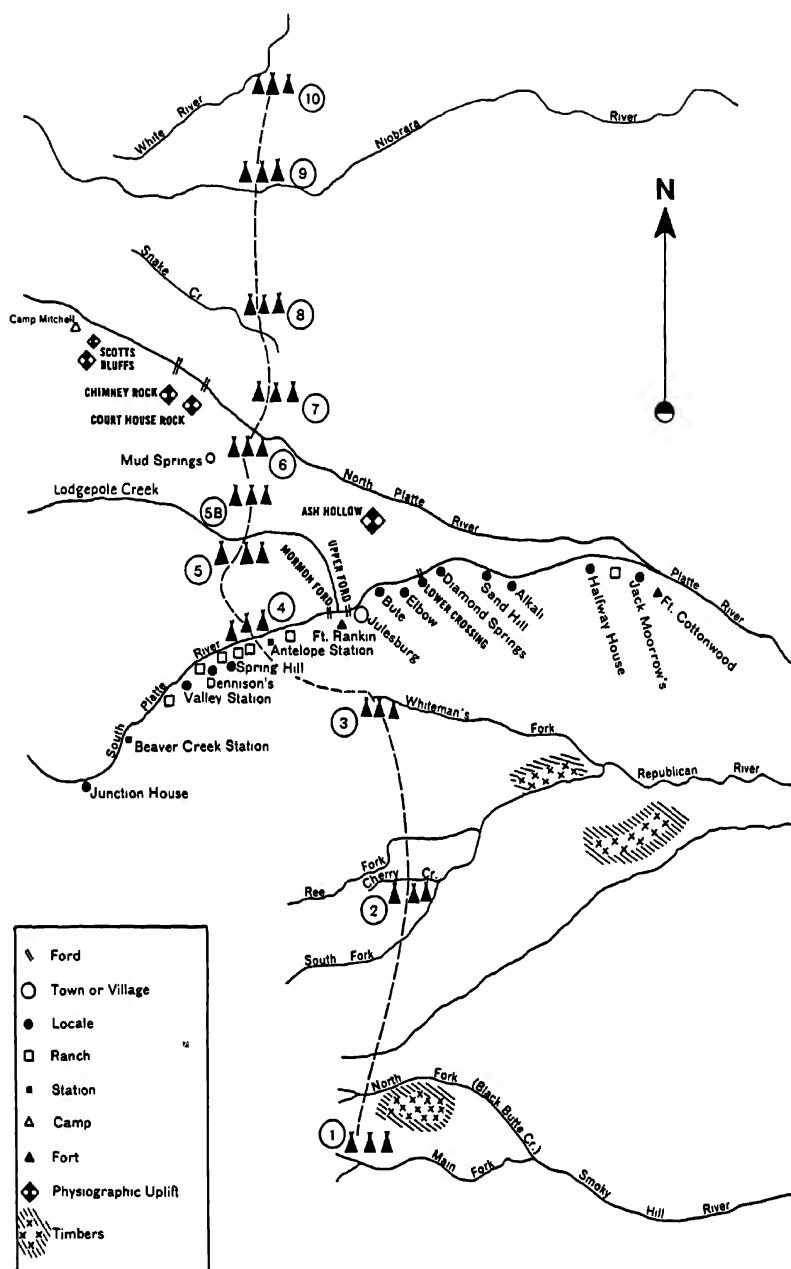 10
White River
Niobrara River
9
N
Snake Cr.
8
Camp Mitchell
SCOTTS
BLUFFS
CHIMNEY ROCK
COURT HOUSE ROCK
7
Mud Springs
6
North Platte River
Lodgepole Creek
5B
ASH HOLLOW
5
MORMON FORD
UPPER FORD
Platte River
4
Ft. Rankin
Julesburg
Bute
Elbow
LOWER CROSSING
Diamond Springs
Sand Hill
Alkali
Halfway House
Jack Moorrow's
Ft. Cottonwood
Antelope Station
Spring Hill
Dennison's
Valley Station
South Platte River
Beaver Creek Station
Junction House
3
Whiteman's Fork
Republican River
Ree Fork
Cherry Cr.
2
South Fork
North Fork (Black Butte Cr.)
1
Main Fork
Smoky Hill River
Ford
Town or Village
Locale
Ranch
Station
Camp
Fort
Physiographic Uplift
Timbers